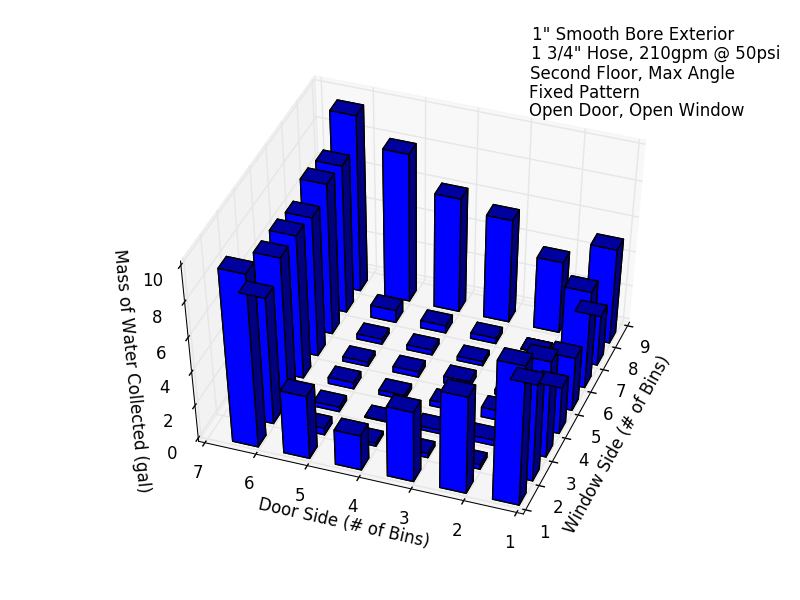 1" Smooth Bore Exterior
1 3/4" Hose, 210gpm @ 50psi
Second Floor, Max Angle
Fixed Pattern
Open Door, Open Window
Mass of Water Collected (gal)
10
8
6
4
2
0
Door Side (# of Bins)
7
6
5
4
3
2
1
Window Side (# of Bins)
9
8
7
6
5
4
3
2
1